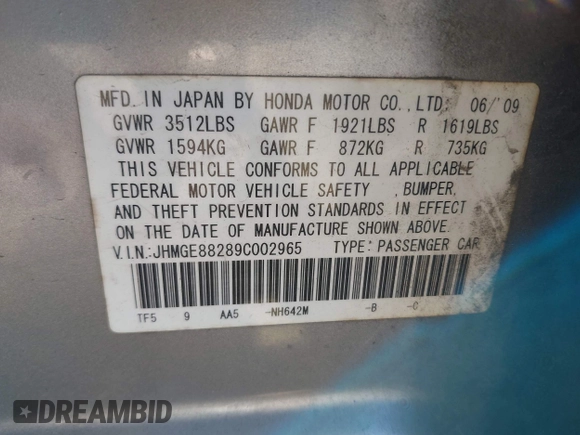 MFD. IN JAPAN BY HONDA MOTOR CO.,LTD. 06/'09
GVWR 3512LBS GAWR F 1921LBS R 1619LBS
GVWR 1594KG GAWR F 872KG R 735KG
THIS VEHICLE CONFORMS TO ALL APPLICABLE
FEDERAL MOTOR VEHICLE SAFETY ,BUMPER,
AND THEFT PREVENTION STANDARDS IN EFFECT
ON THE DATE OF MANUFACTURE SHOWN ABOVE.
V.I.N:JHMGE88289C002965 TYPE: PASSENGER CAR
TF5 9 AA5 -NH642M -B -C
DREAMBID